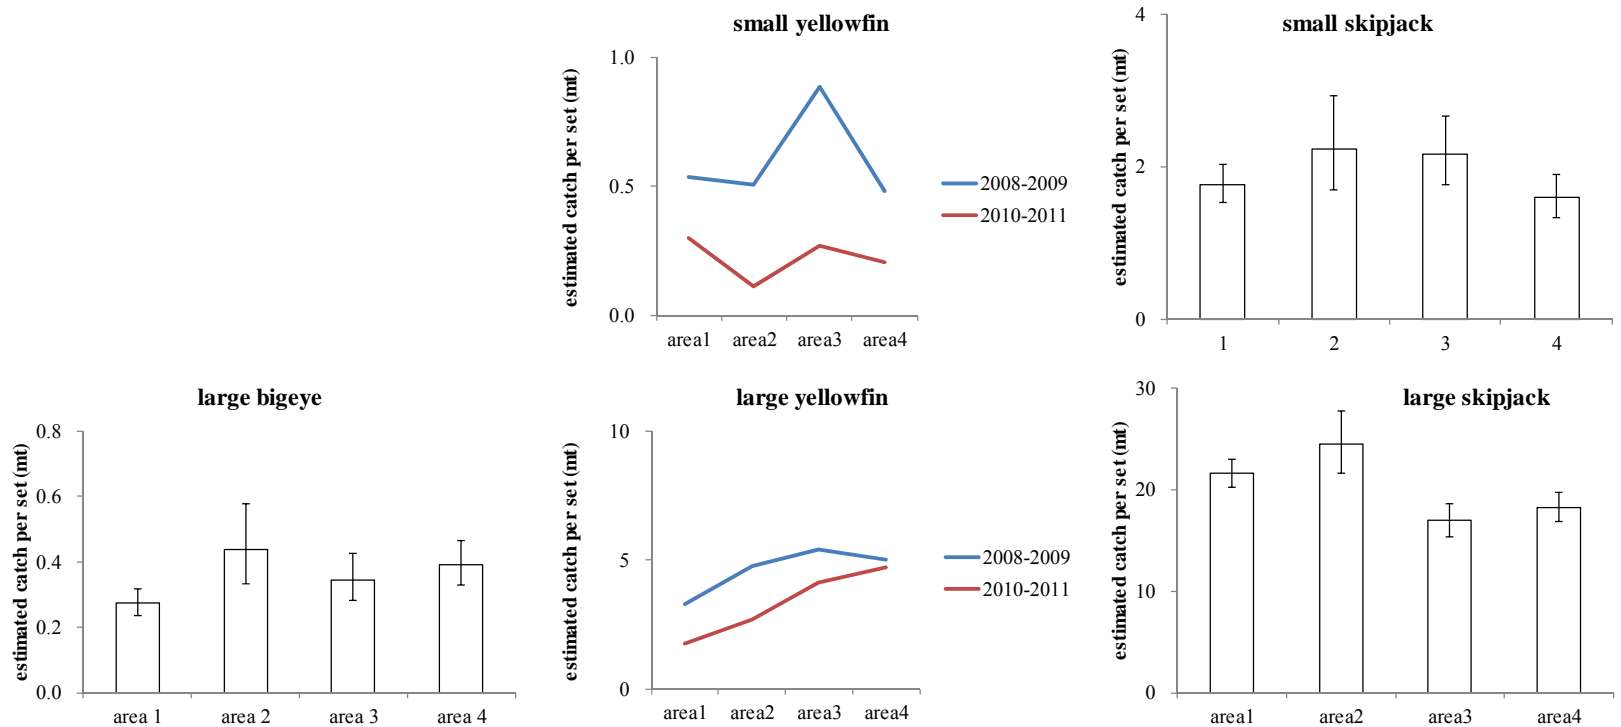 small yellowfin
estimated catch per set (mt)
1.0
0.5
0.0
area1 area2 area3 area4
2008-2009
2010-2011
small skipjack
estimated catch per set (mt)
4
2
0
1 2 3 4
large bigeye
estimated catch per set (mt)
0.8
0.6
0.4
0.2
0.0
area 1 area 2 area 3 area 4
large yellowfin
estimated catch per set (mt)
10
5
0
area1 area2 area3 area4
2008-2009
2010-2011
large skipjack
estimated catch per set (mt)
30
20
10
0
area1 area2 area3 area4